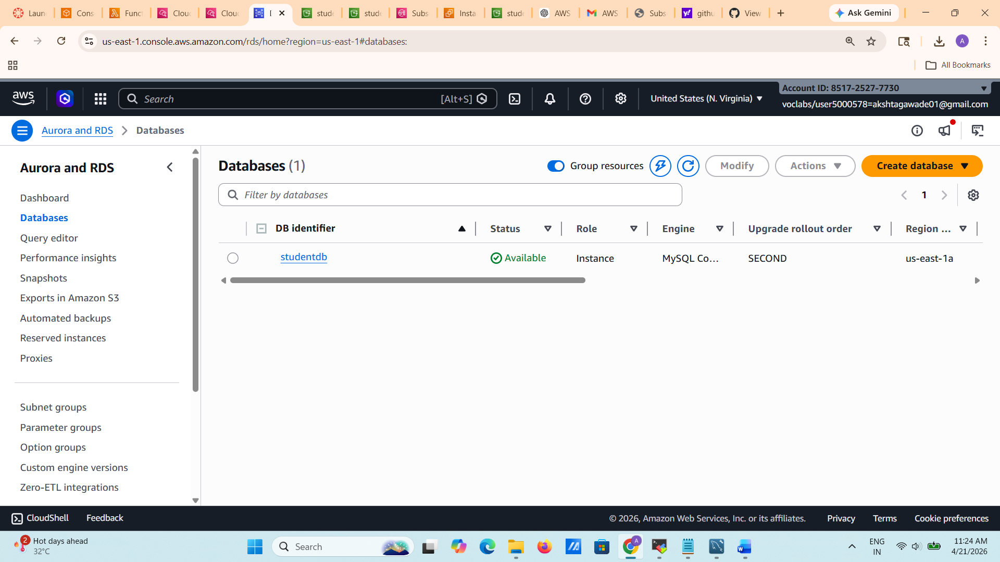 Laun
Cons
Funct
Clou
Clou
stude
stude
Subs
Insta
stude
AWS
AWS
Subs
githu
View
Ask Gemini
us-east-1.console.aws.amazon.com/rds/home?region=us-east-1#databases:
A
All Bookmarks
aws
Search
[Alt+S]
United States (N. Virginia)
Account ID: 8517-2527-7730
voclabs/user5000578=akshtagawade01@gmail.com
Aurora and RDS
Databases
Aurora and RDS
Dashboard
Databases
Query editor
Performance insights
Snapshots
Exports in Amazon S3
Automated backups
Reserved instances
Proxies
Subnet groups
Parameter groups
Option groups
Custom engine versions
Zero-ETL integrations
Databases (1)
Group resources
Modify
Actions
Create database
Filter by databases
1
DB identifier
Status
Role
Engine
Upgrade rollout order
Region ...
studentdb
Available
Instance
MySQL Co...
SECOND
us-east-1a
CloudShell
Feedback
© 2026, Amazon Web Services, Inc. or its affiliates.
Privacy
Terms
Cookie preferences
2
Hot days ahead
32°C
Search
A
ENG
IN
11:24 AM
4/21/2026